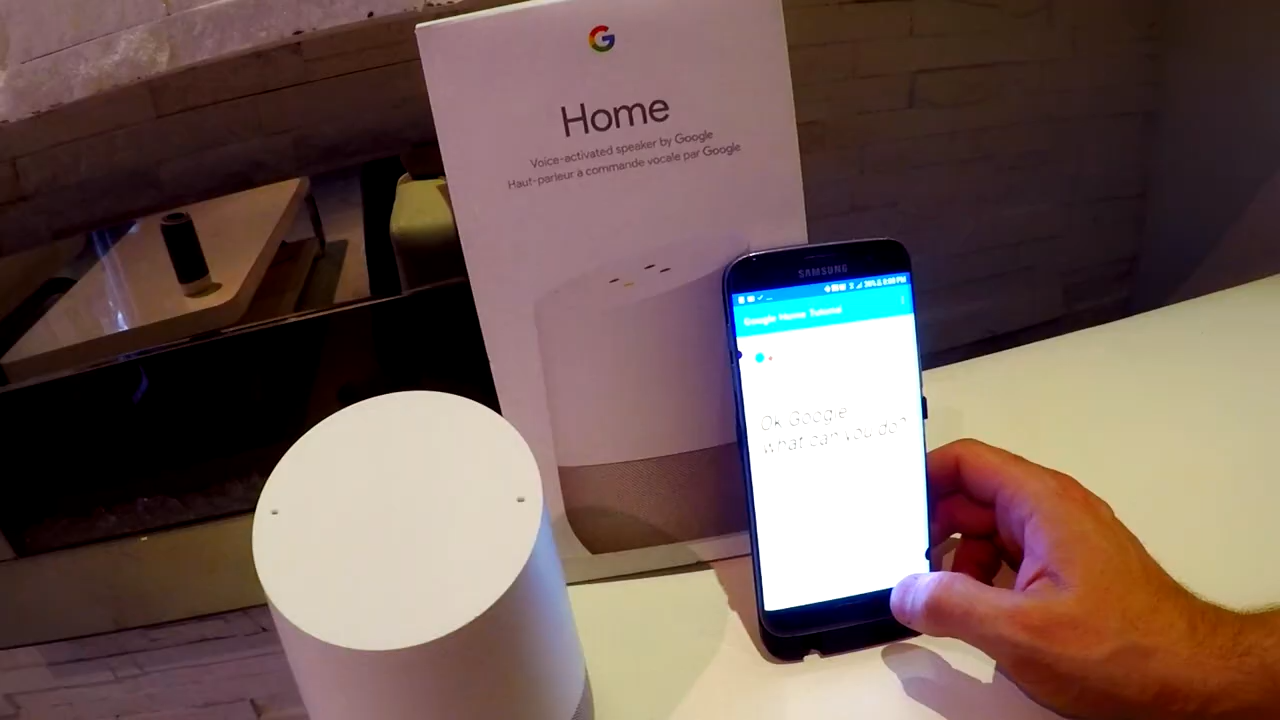 G
Home
Voice-activated speaker by Google
Haut-parleur à commande vocale par Google
SAMSUNG
Google Home Tutorial
Ok Google
what can you do?